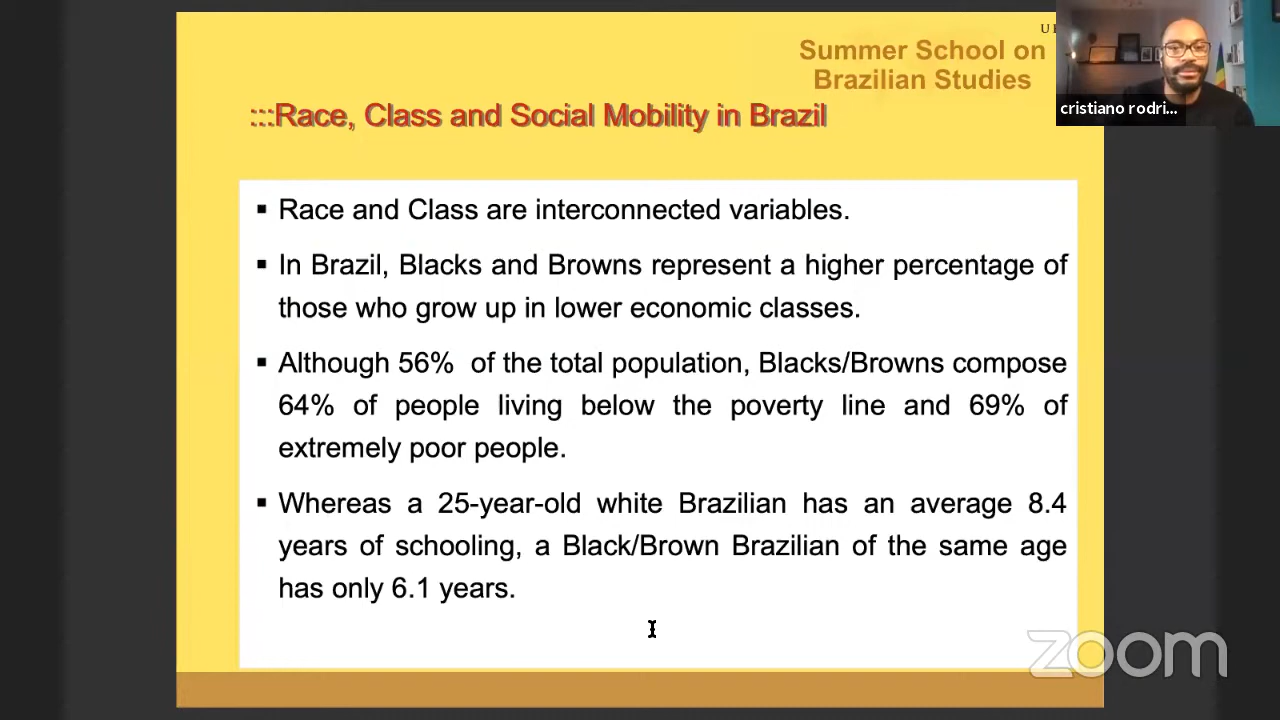 U
Summer School on
Brazilian Studies
:::Race, Class and Social Mobility in Brazil
cristiano rodri...
▪ Race and Class are interconnected variables.
▪ In Brazil, Blacks and Browns represent a higher percentage of
those who grow up in lower economic classes.
▪ Although 56% of the total population, Blacks/Browns compose
64% of people living below the poverty line and 69% of
extremely poor people.
▪ Whereas a 25-year-old white Brazilian has an average 8.4
years of schooling, a Black/Brown Brazilian of the same age
has only 6.1 years.
zoom